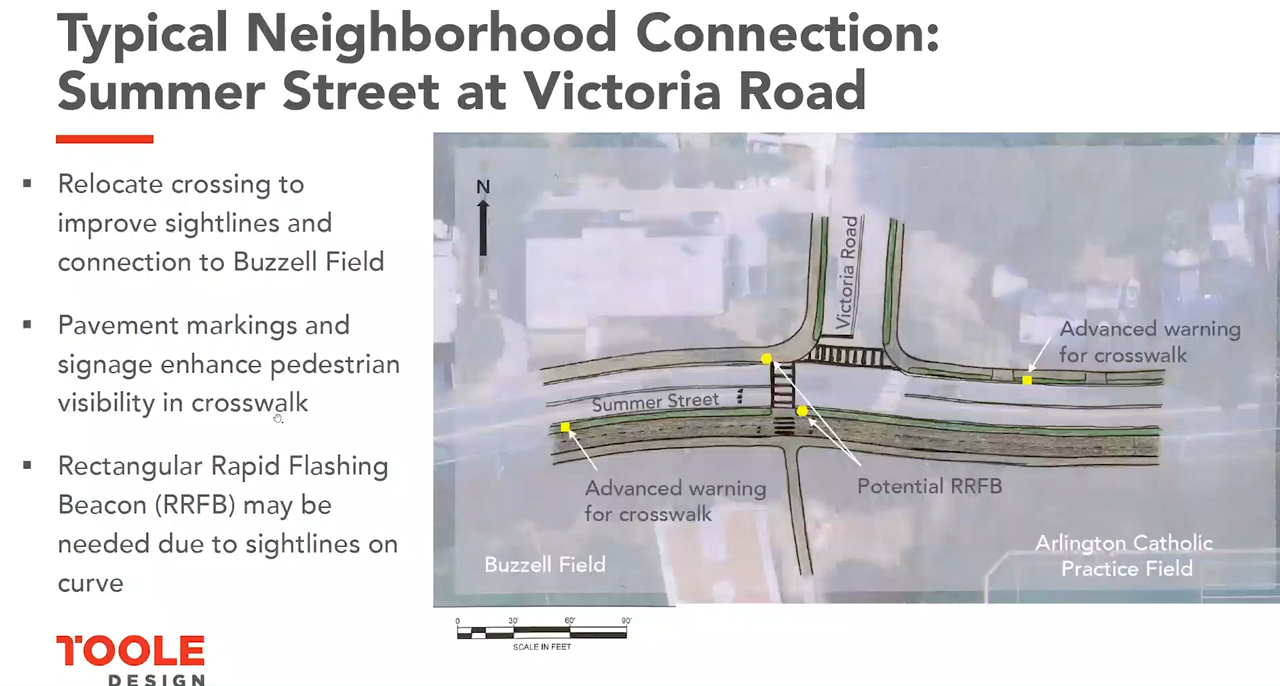 Typical Neighborhood Connection:
Summer Street at Victoria Road
▪ Relocate crossing to
improve sightlines and
connection to Buzzell Field
▪ Pavement markings and
signage enhance pedestrian
visibility in crosswalk
▪ Rectangular Rapid Flashing
Beacon (RRFB) may be
needed due to sightlines on
curve
TOOLE
DESIGN
N
Victoria Road
Advanced warning
for crosswalk
Summer Street
Advanced warning
for crosswalk
Potential RRFB
Buzzell Field
Arlington Catholic
Practice Field
0 30' 60' 90'
SCALE IN FEET